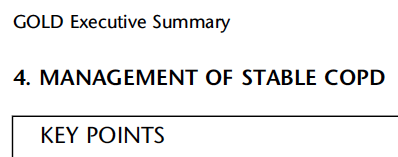 GOLD Executive Summary
4. MANAGEMENT OF STABLE COPD
KEY POINTS